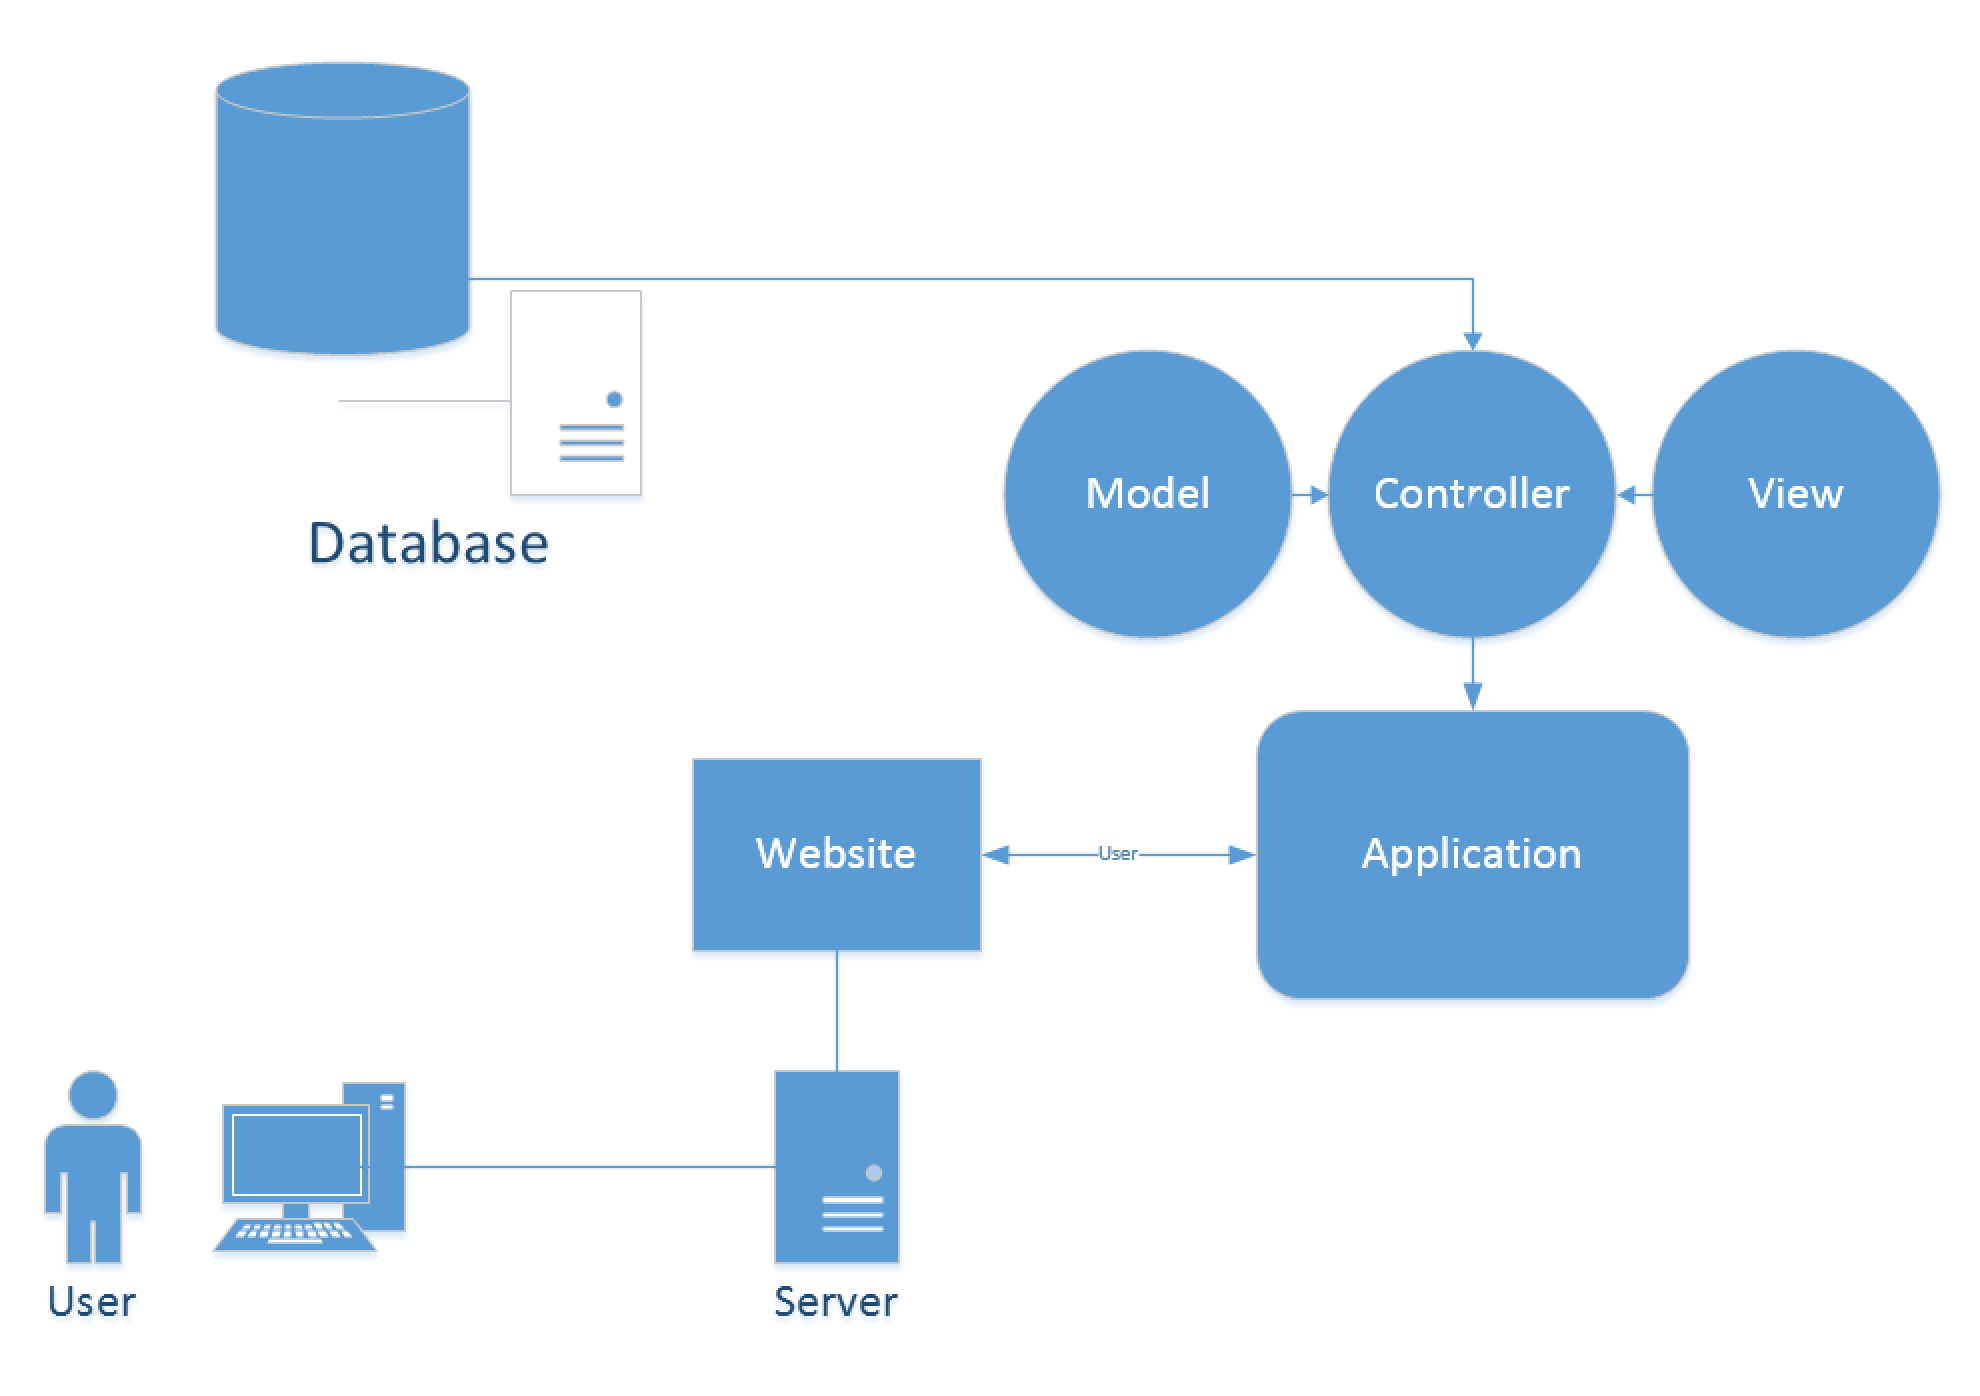 Database
Model
Controller
View
Website
User
Application
User
Server